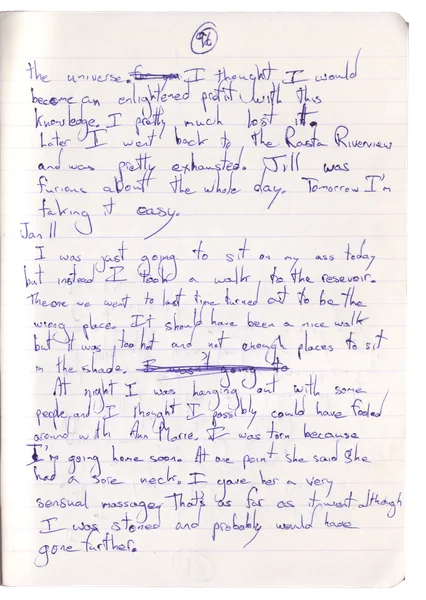 96
the universe. I thought I would
become an enlightened profit with this
knowledge. I pretty much lost it.
Later I went back to the Rasta Riverview
and was pretty exhausted. Jill was
furious about the whole day. Tomorrow I'm
taking it easy.
Jan 11
I was just going to sit on my ass today
but instead I took a walk to the resevoir.
Theone we went to last time turned out to be the
wrong place. It should have been a nice walk
but it was too hot and not enough places to sit
in the shade. I wasn't going to
At night I was hanging out with some
people, and I thought I possibly could have fooled
around with Ann Marie. I was torn because
I'm going home soon. At one point she said she
had a sore neck. I gave her a very
sensual massage. That's as far as it went although
I was stoned and probably would have
gone further.